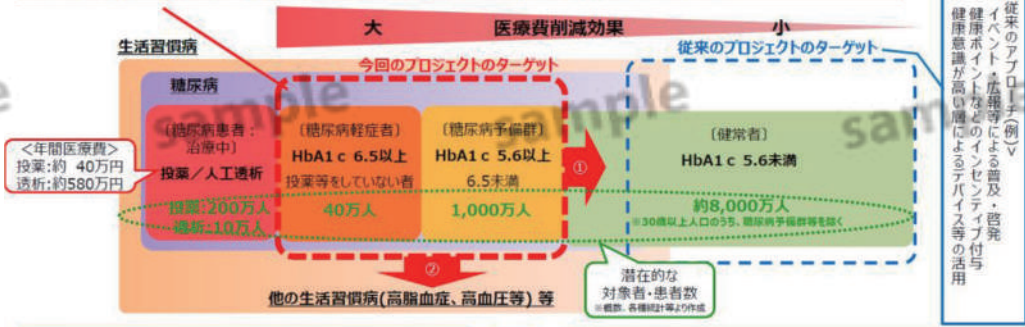 大　医療費削減効果　小
生活習慣病
従来のプロジェクトのターゲット
今回のプロジェクトのターゲット
糖尿病
sample
sample
sample
<年間医療費>
投薬:約 40万円
透析:約580万円
〔糖尿病患者：
治療中〕
投薬／人工透析
投薬:200万人
透析:10万人
〔糖尿病軽症者〕
HbA1c 6.5以上
投薬等をしていない者
40万人
〔糖尿病予備群〕
HbA1c 5.6以上
6.5未満
1,000万人
①
〔健常者〕
HbA1c 5.6未満
約8,000万人
※30歳以上人口のうち、糖尿病予備群等を除く
②
他の生活習慣病(高脂血症、高血圧等) 等
潜在的な
対象者・患者数
※概数、各種統計等より作成
従来のアプローチ(例)>
イベント・広報等による普及・啓発
健康ポイントなどのインセンティブ付与
健康意識が高い層によるデバイス等の活用